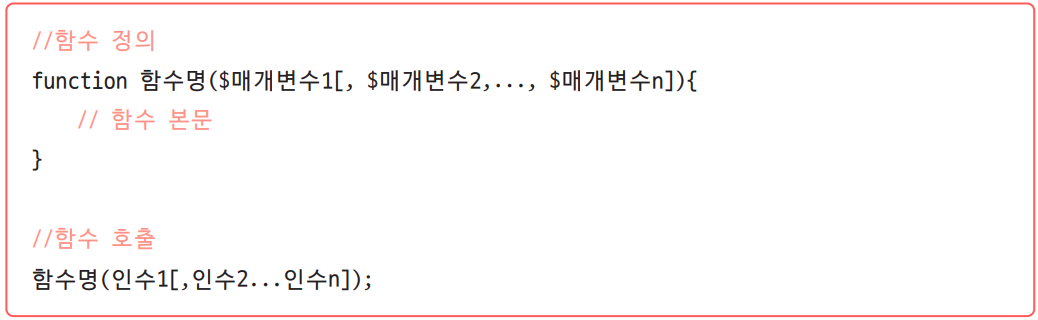 //함수 정의
function 함수명($매개변수1[, $매개변수2,..., $매개변수n]){
// 함수 본문
}
//함수 호출
함수명(인수1[,인수2...인수n]);